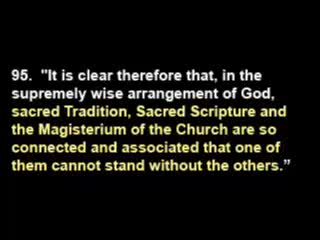 95. "It is clear therefore that, in the
supremely wise arrangement of God,
sacred Tradition, Sacred Scripture and
the Magisterium of the Church are so
connected and associated that one of
them cannot stand without the others.”